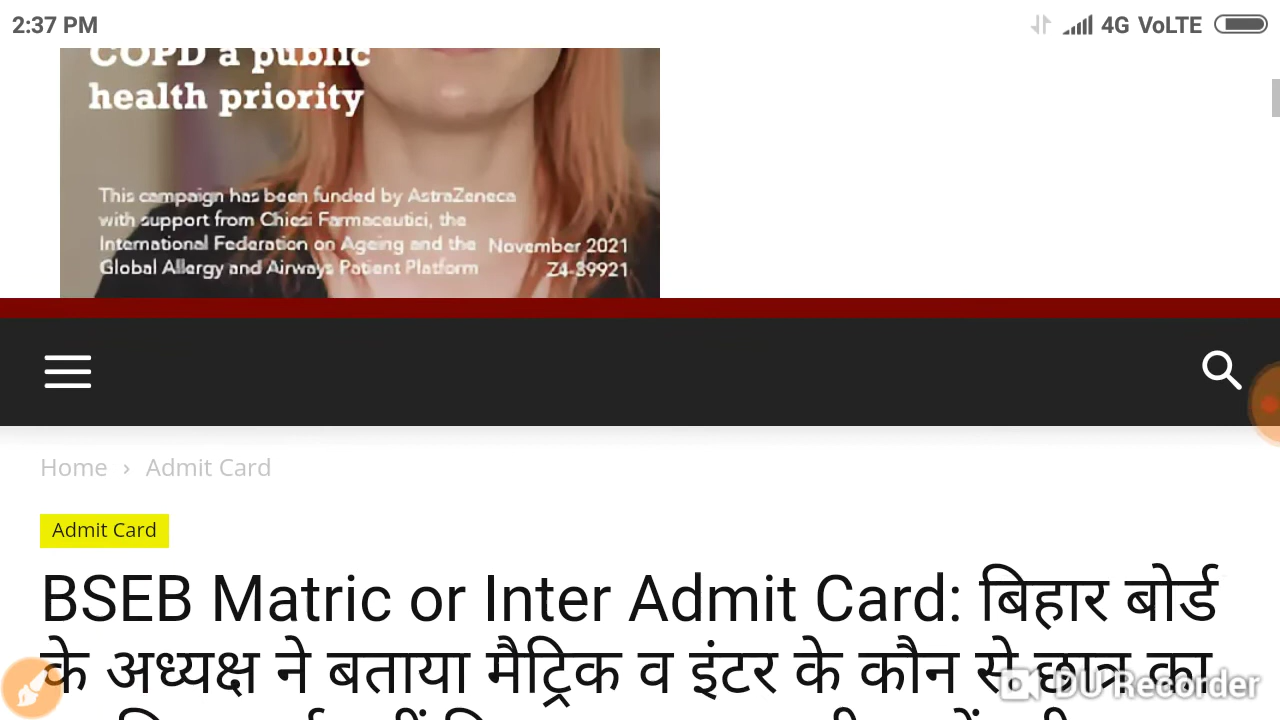 2:37 PM
4G VoLTE
COPD a public
health priority
This campaign has been funded by AstraZeneca
with support from Chiesi Farmaceutici, the
International Federation on Ageing and the
Global Allergy and Airways Patient Platform
November 2021
Z4-39921
Home › Admit Card
Admit Card
BSEB Matric or Inter Admit Card: बिहार बोर्ड
के अध्यक्ष ने बताया मैट्रिक व इंटर के कौन से छात्र का
DU Recorder